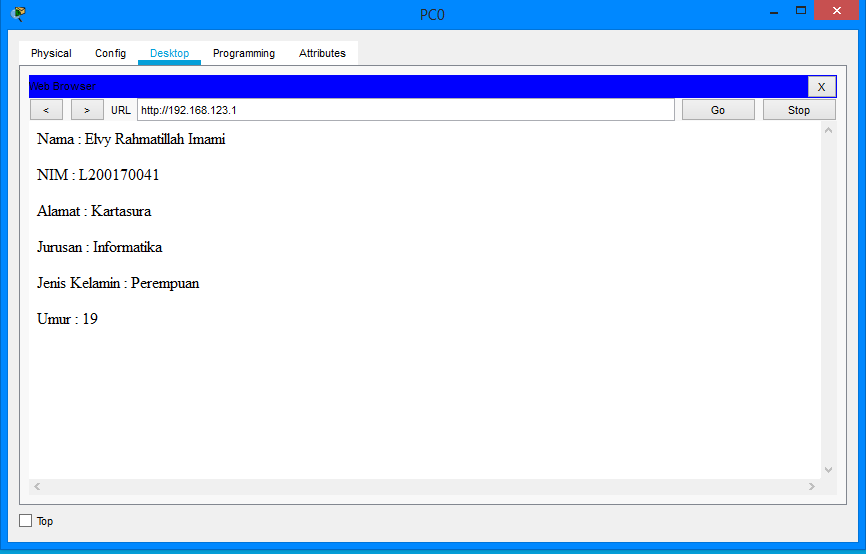 PC0
Physical Config Desktop Programming Attributes
Web Browser X
< > URL http://192.168.123.1 Go Stop
Nama : Elvy Rahmatillah Imami
NIM : L200170041
Alamat : Kartasura
Jurusan : Informatika
Jenis Kelamin : Perempuan
Umur : 19
Top